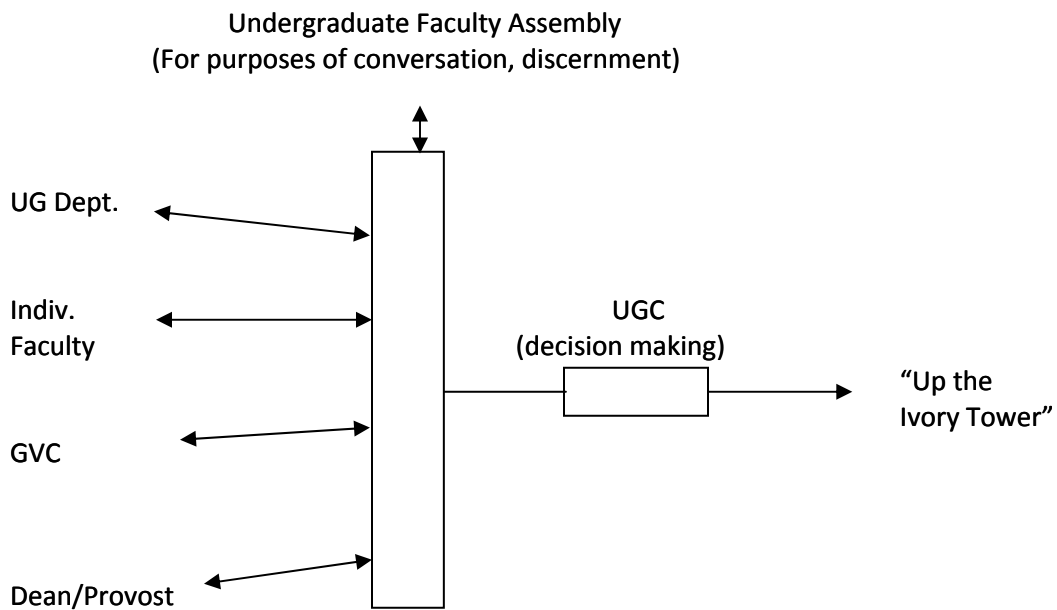 Undergraduate Faculty Assembly
(For purposes of conversation, discernment)
UG Dept.
Indiv.
Faculty
UGC
(decision making)
“Up the
Ivory Tower”
GVC
Dean/Provost